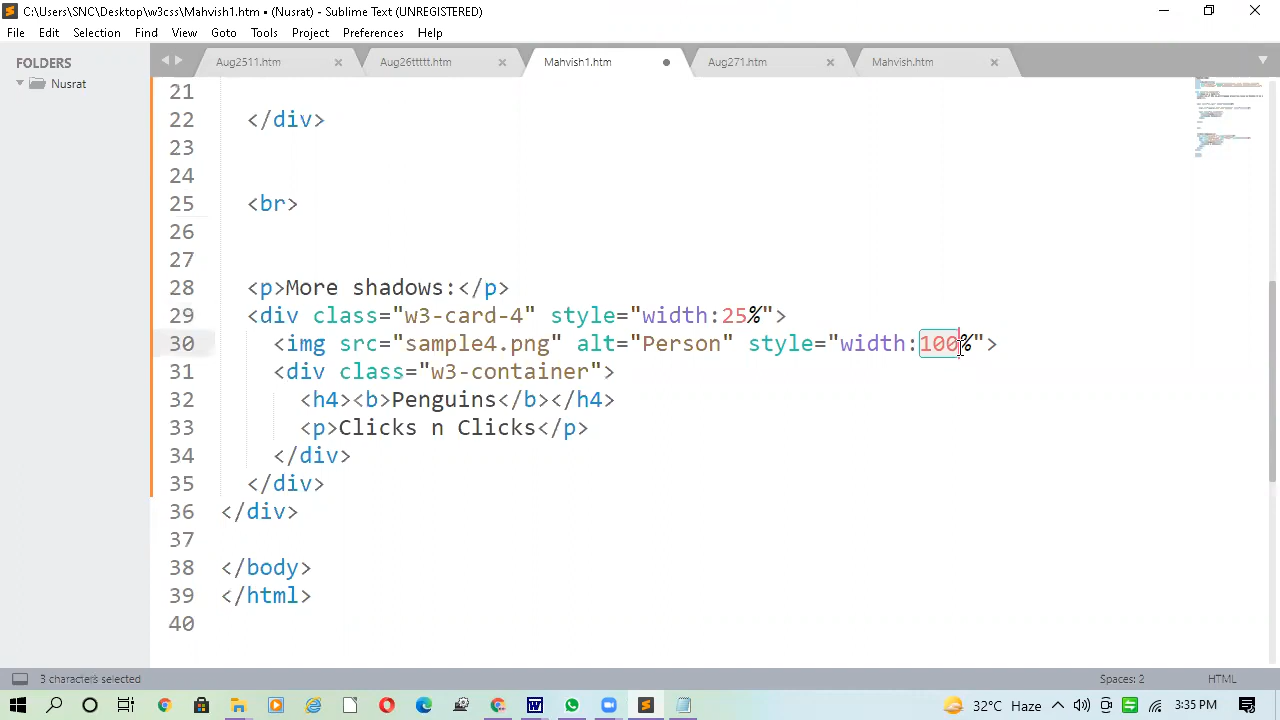 C:\Users\SNC\Desktop\w3css\Mahvish1.htm • (Nusrat) - Sublime Text (UNREGISTERED)
File Edit Selection Find View Goto Tools Project Preferences Help
FOLDERS
Nusrat
Aug2511.htm Aug26ttttt.htm Mahvish1.htm Aug271.htm Mahvish.htm
21
22 </div>
23
24
25 <br>
26
27
28 <p>More shadows:</p>
29 <div class="w3-card-4" style="width:25%">
30 <img src="sample4.png" alt="Person" style="width:100%">
31 <div class="w3-container">
32 <h4><b>Penguins</b></h4>
33 <p>Clicks n Clicks</p>
34 </div>
35 </div>
36 </div>
37
38 </body>
39 </html>
40
3 characters selected Spaces: 2 HTML
32°C Haze 3:35 PM